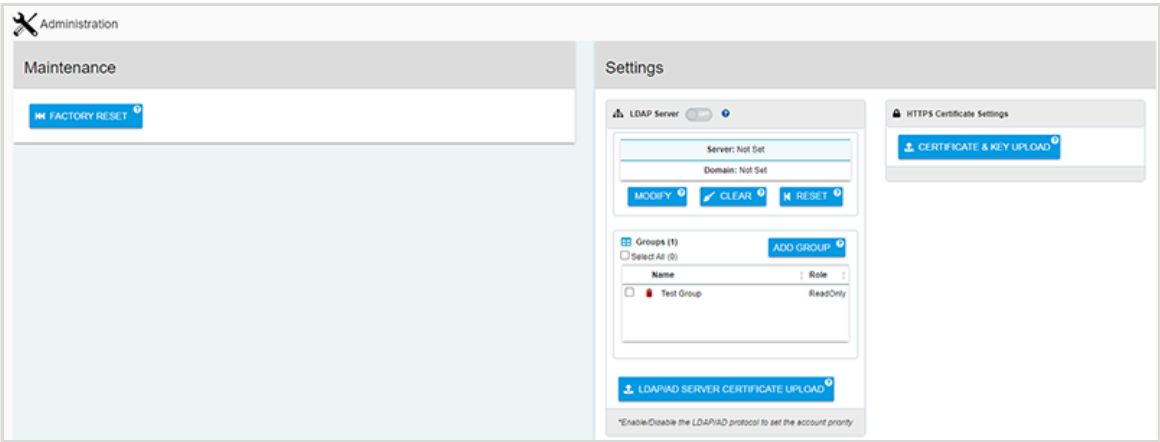 Administration
Maintenance
FACTORY RESET
Settings
LDAP Server
Server: Not Set
Domain: Not Set
MODIFY
CLEAR
RESET
Groups (1)
ADD GROUP
Select All (0)
Name Role
Test Group ReadOnly
LDAP/AD SERVER CERTIFICATE UPLOAD
*Enable/Disable the LDAP/AD protocol to set the account priority
HTTPS Certificate Settings
CERTIFICATE & KEY UPLOAD